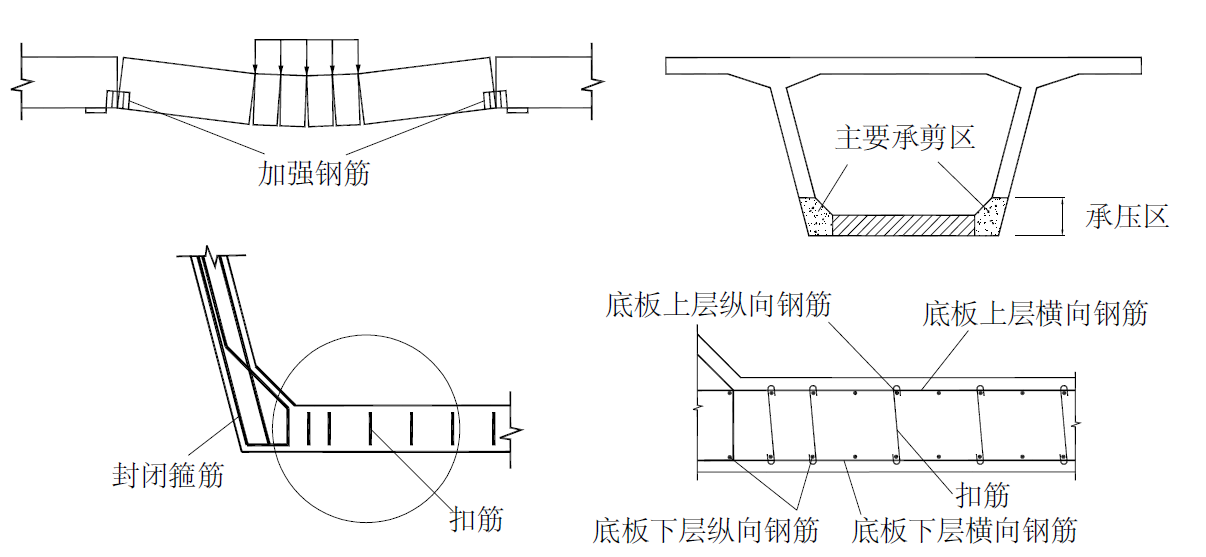 加强钢筋
主要承剪区
承压区
底板上层纵向钢筋
底板上层横向钢筋
封闭箍筋
扣筋
扣筋
底板下层纵向钢筋
底板下层横向钢筋